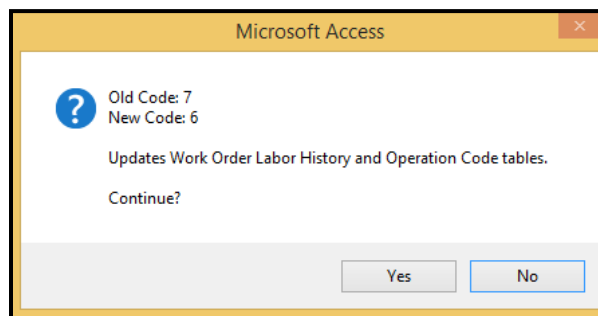 Microsoft Access
Old Code: 7
New Code: 6
Updates Work Order Labor History and Operation Code tables.
Continue?
Yes
No